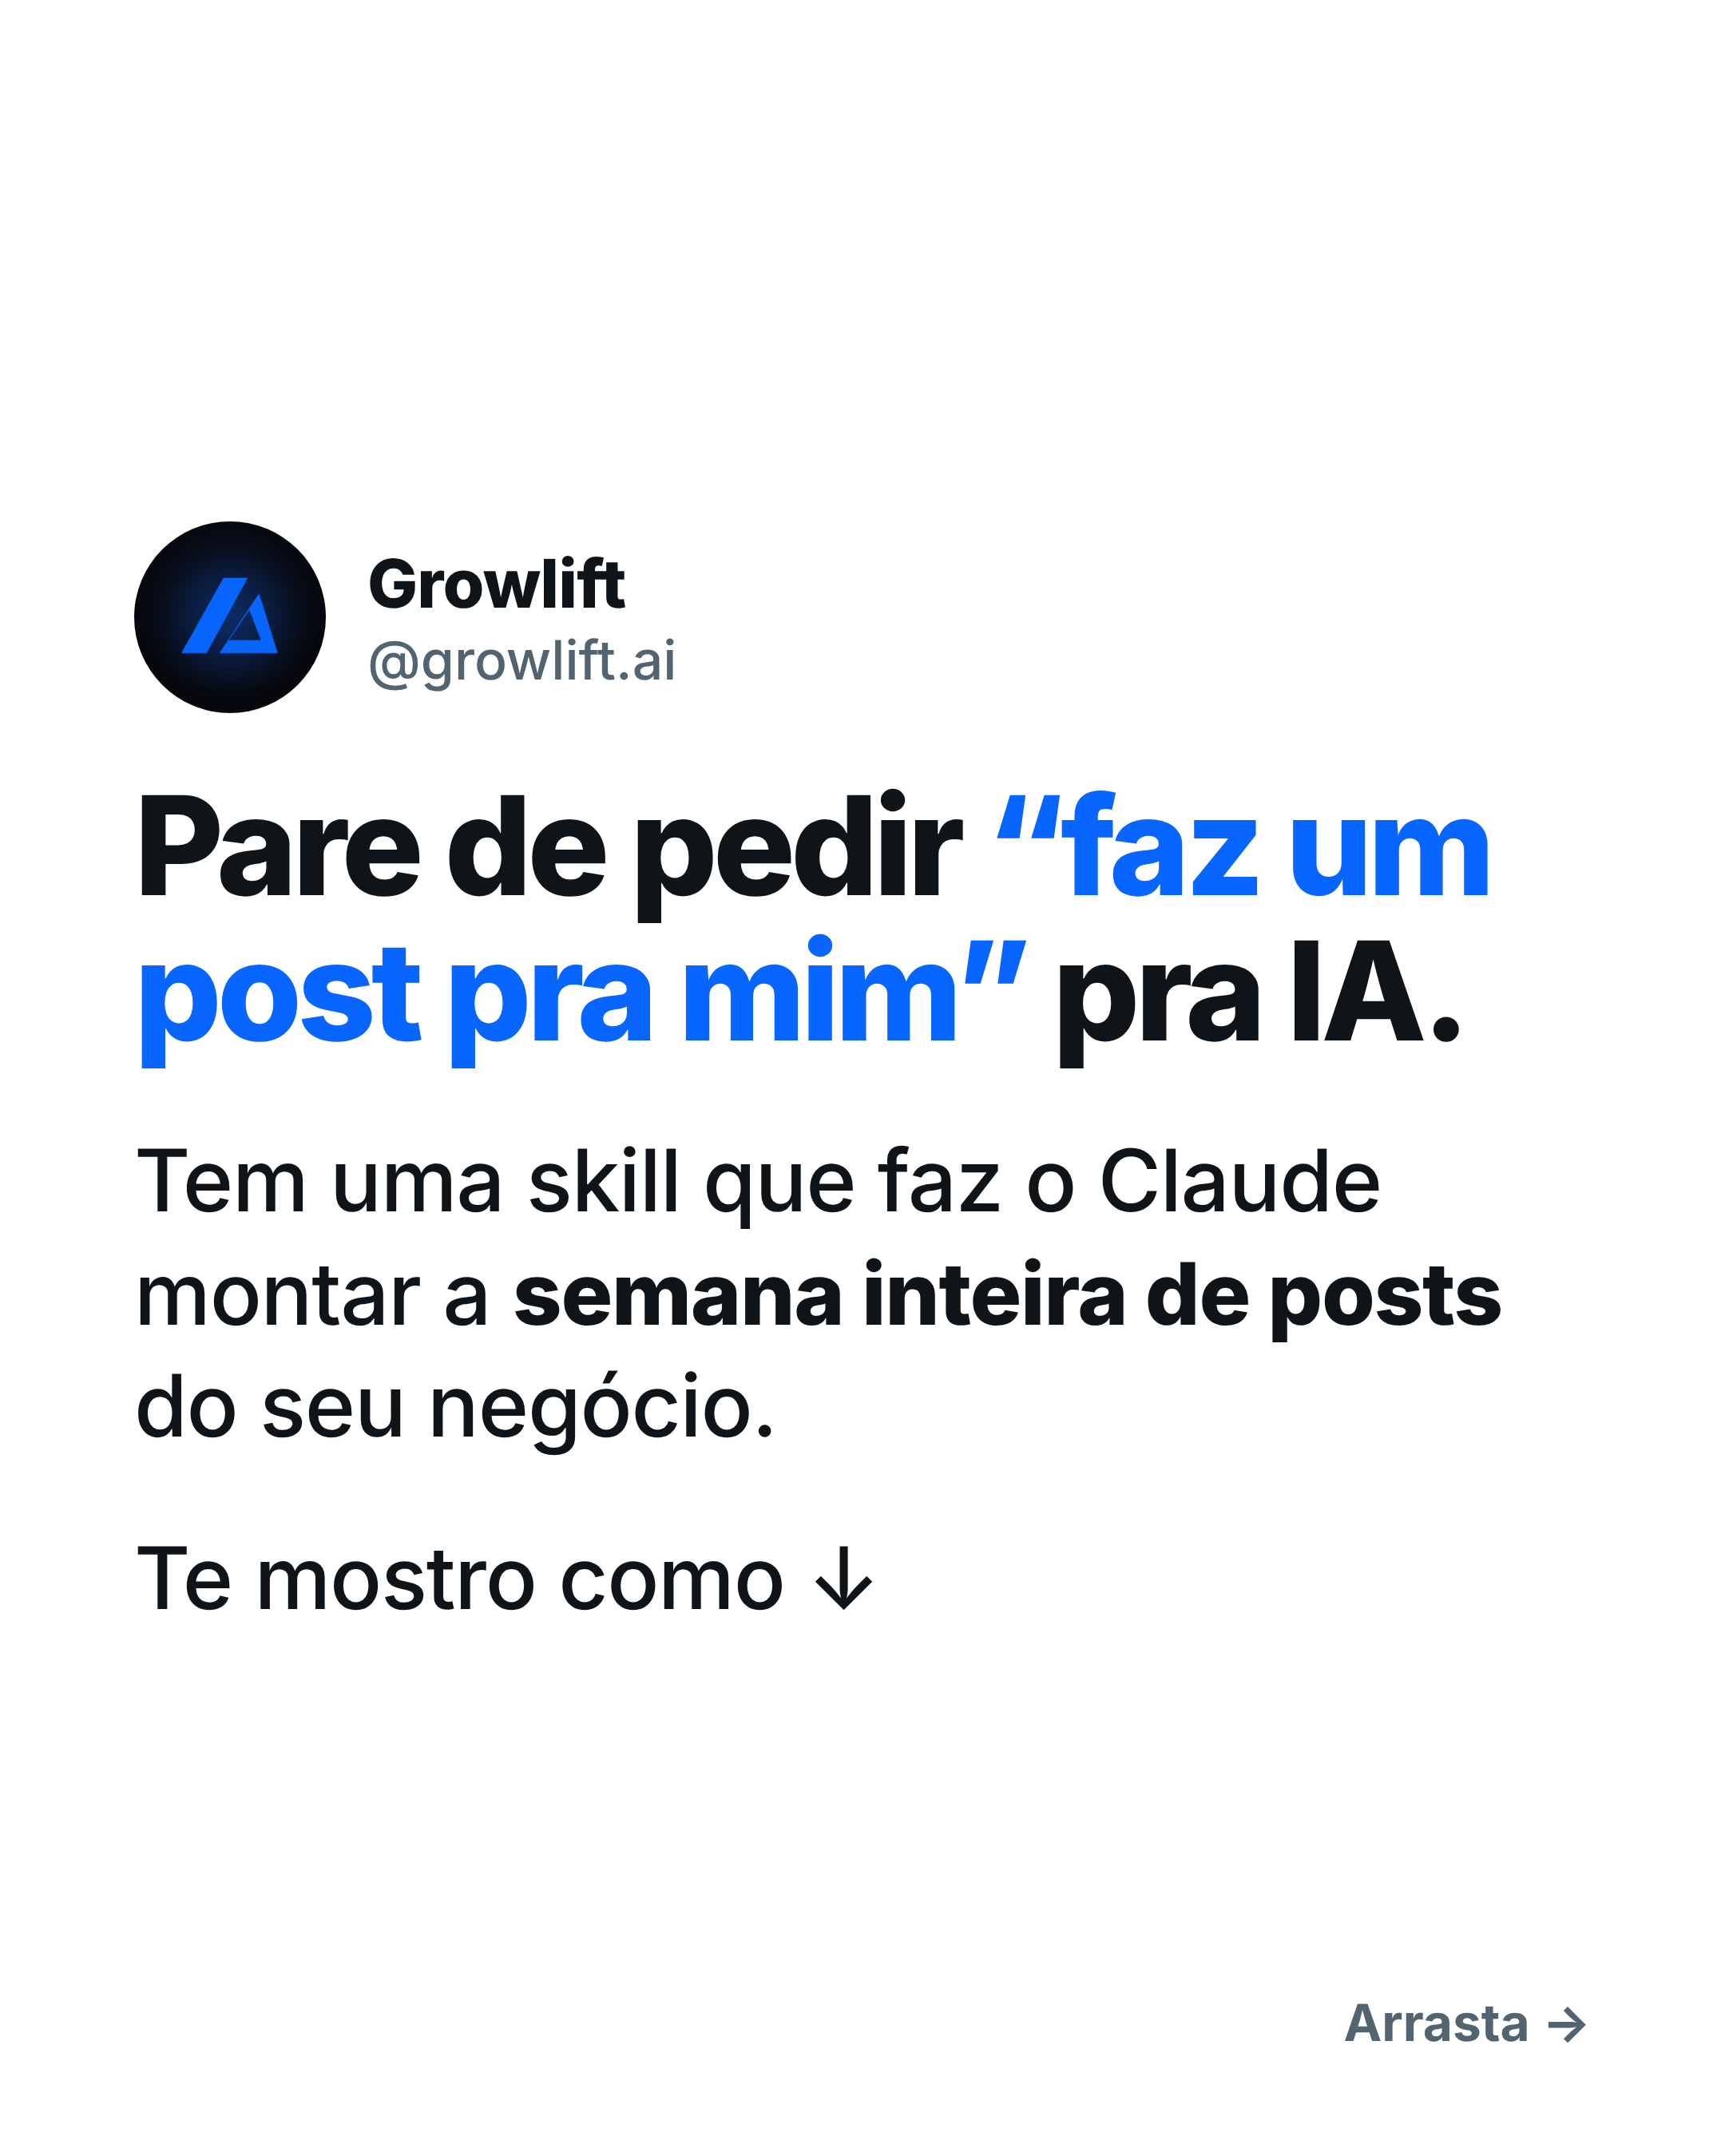 Growlift
@growlift.ai
Pare de pedir “faz um
post pra mim” pra IA.
Tem uma skill que faz o Claude
montar a semana inteira de posts
do seu negócio.
Te mostro como ↓
Arrasta →